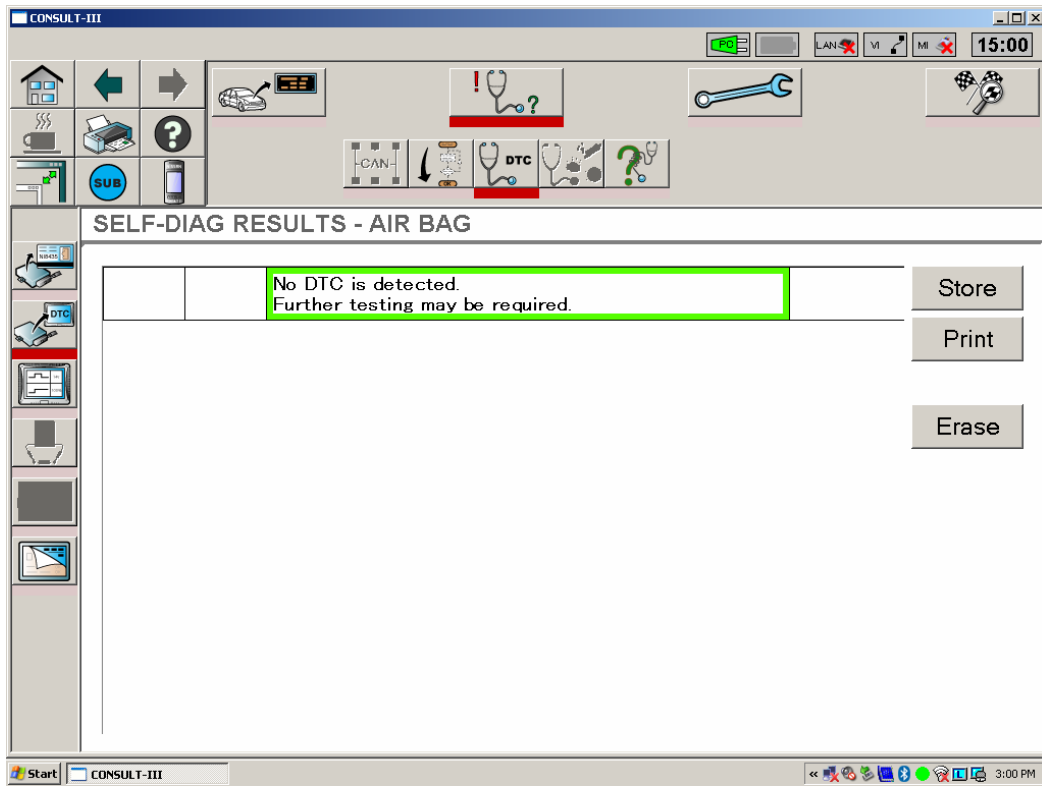 CONSULT-III
PC
LAN
VI
MI
15:00
!
?
?
-CAN-
DTC
?
SUB
SELF-DIAG RESULTS - AIR BAG
DTC
No DTC is detected.
Further testing may be required.
Store
Print
Erase
Start
CONSULT-III
«
L
3:00 PM